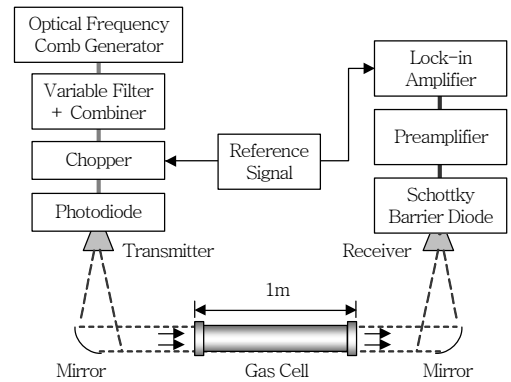 Optical Frequency
Comb Generator
Variable Filter
+ Combiner
Chopper
Photodiode
Transmitter
Reference
Signal
Lock-in
Amplifier
Preamplifier
Schottky
Barrier Diode
Receiver
1m
Mirror
Gas Cell
Mirror